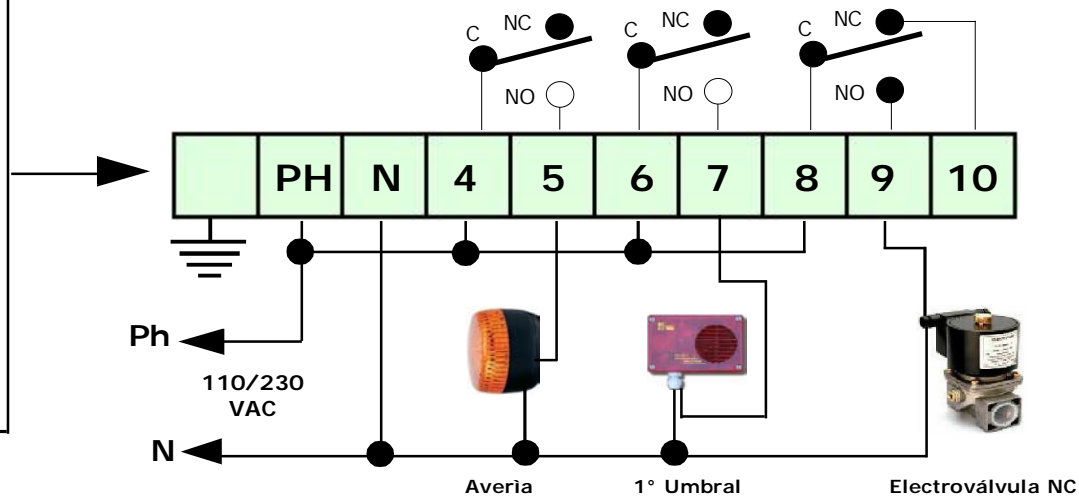 C NC C NC C NC
NO NO NO
PH N 4 5 6 7 8 9 10
Ph
110/230
VAC
N
Averìa 1° Umbral Electroválvula NC